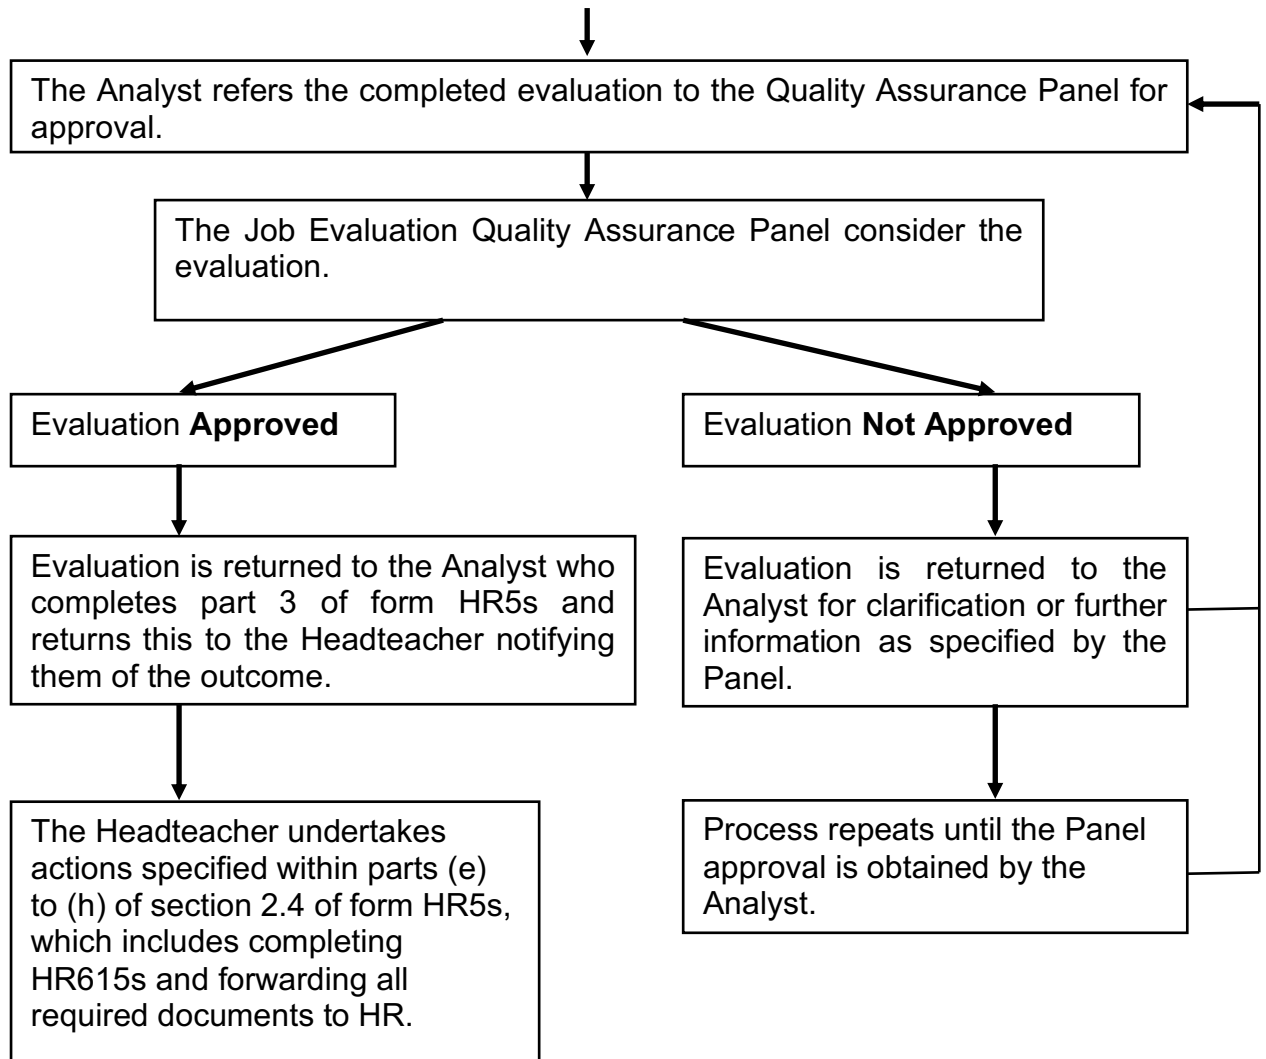 The Analyst refers the completed evaluation to the Quality Assurance Panel for
approval.
The Job Evaluation Quality Assurance Panel consider the
evaluation.
Evaluation Approved
Evaluation is returned to the Analyst who
completes part 3 of form HR5s and
returns this to the Headteacher notifying
them of the outcome.
The Headteacher undertakes
actions specified within parts (e)
to (h) of section 2.4 of form HR5s,
which includes completing
HR615s and forwarding all
required documents to HR.
Evaluation Not Approved
Evaluation is returned to the
Analyst for clarification or further
information as specified by the
Panel.
Process repeats until the Panel
approval is obtained by the
Analyst.